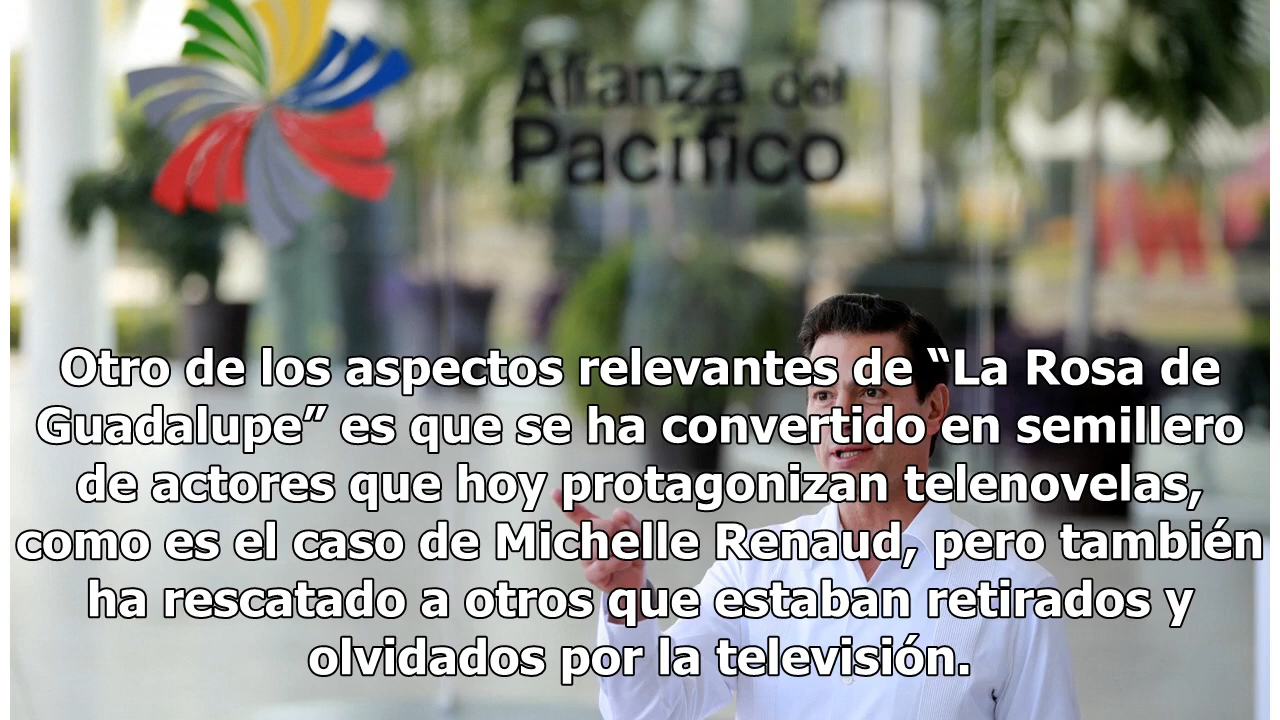 Alianza del
Pacífico
Otro de los aspectos relevantes de “La Rosa de
Guadalupe” es que se ha convertido en semillero
de actores que hoy protagonizan telenovelas,
como es el caso de Michelle Renaud, pero también
ha rescatado a otros que estaban retirados y
olvidados por la televisión.